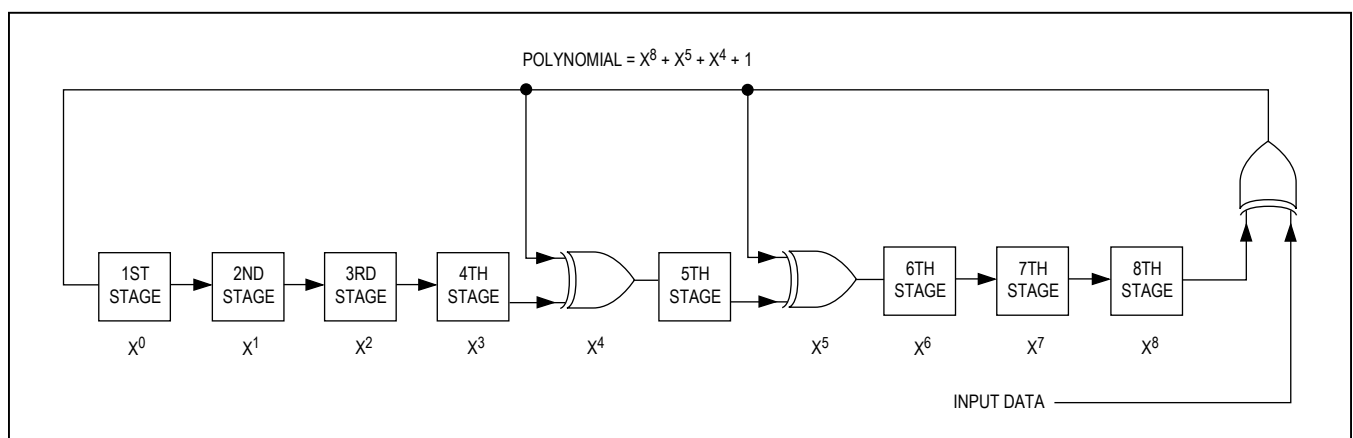 POLYNOMIAL = X⁸ + X⁵ + X⁴ + 1
1ST
STAGE
2ND
STAGE
3RD
STAGE
4TH
STAGE
5TH
STAGE
6TH
STAGE
7TH
STAGE
8TH
STAGE
X⁰
X¹
X²
X³
X⁴
X⁵
X⁶
X⁷
X⁸
INPUT DATA